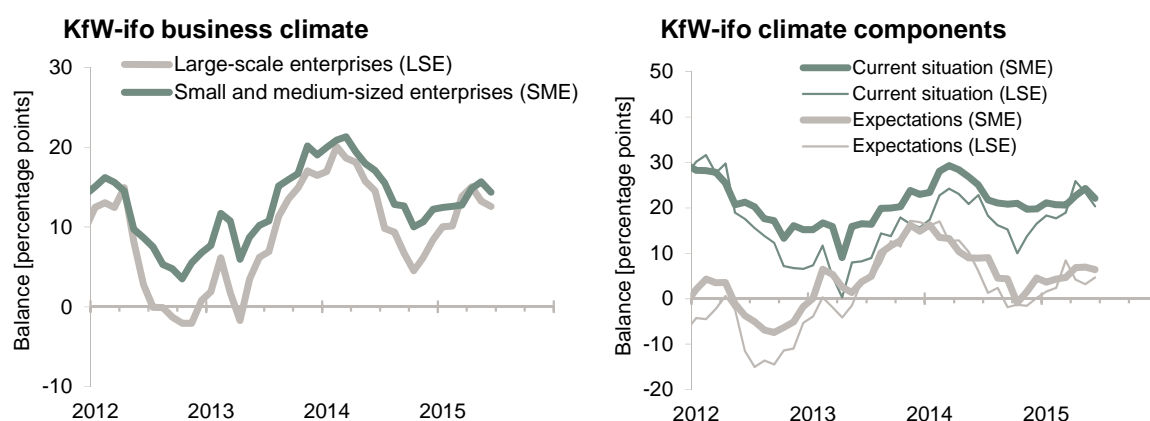 KfW-ifo business climate
Large-scale enterprises (LSE)
Small and medium-sized enterprises (SME)
Balance [percentage points]
30
20
10
0
-10
2012
2013
2014
2015
KfW-ifo climate components
Current situation (SME)
Current situation (LSE)
Expectations (SME)
Expectations (LSE)
Balance [percentage points]
50
40
30
20
10
0
-10
-20
2012
2013
2014
2015